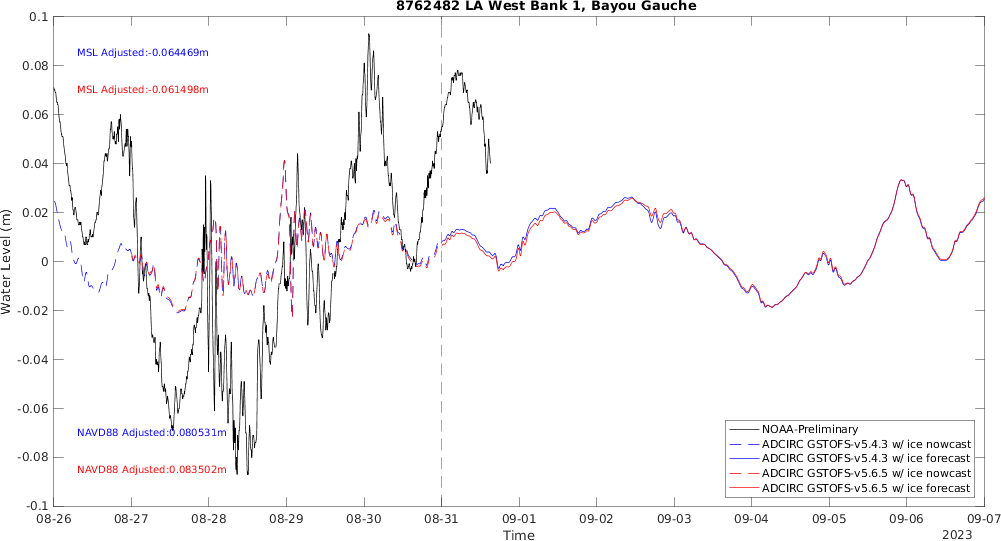 8762482 LA West Bank 1, Bayou Gauche
0.1
0.08
0.06
0.04
0.02
0
-0.02
-0.04
-0.06
-0.08
-0.1
Water Level (m)
MSL Adjusted:-0.064469m
MSL Adjusted:-0.061498m
NAVD88 Adjusted:0.080531m
NAVD88 Adjusted:0.083502m
NOAA-Preliminary
ADCIRC GSTOFS-v5.4.3 w/ ice nowcast
ADCIRC GSTOFS-v5.4.3 w/ ice forecast
ADCIRC GSTOFS-v5.6.5 w/ ice nowcast
ADCIRC GSTOFS-v5.6.5 w/ ice forecast
08-26 08-27 08-28 08-29 08-30 08-31 09-01 09-02 09-03 09-04 09-05 09-06 09-07
Time
2023